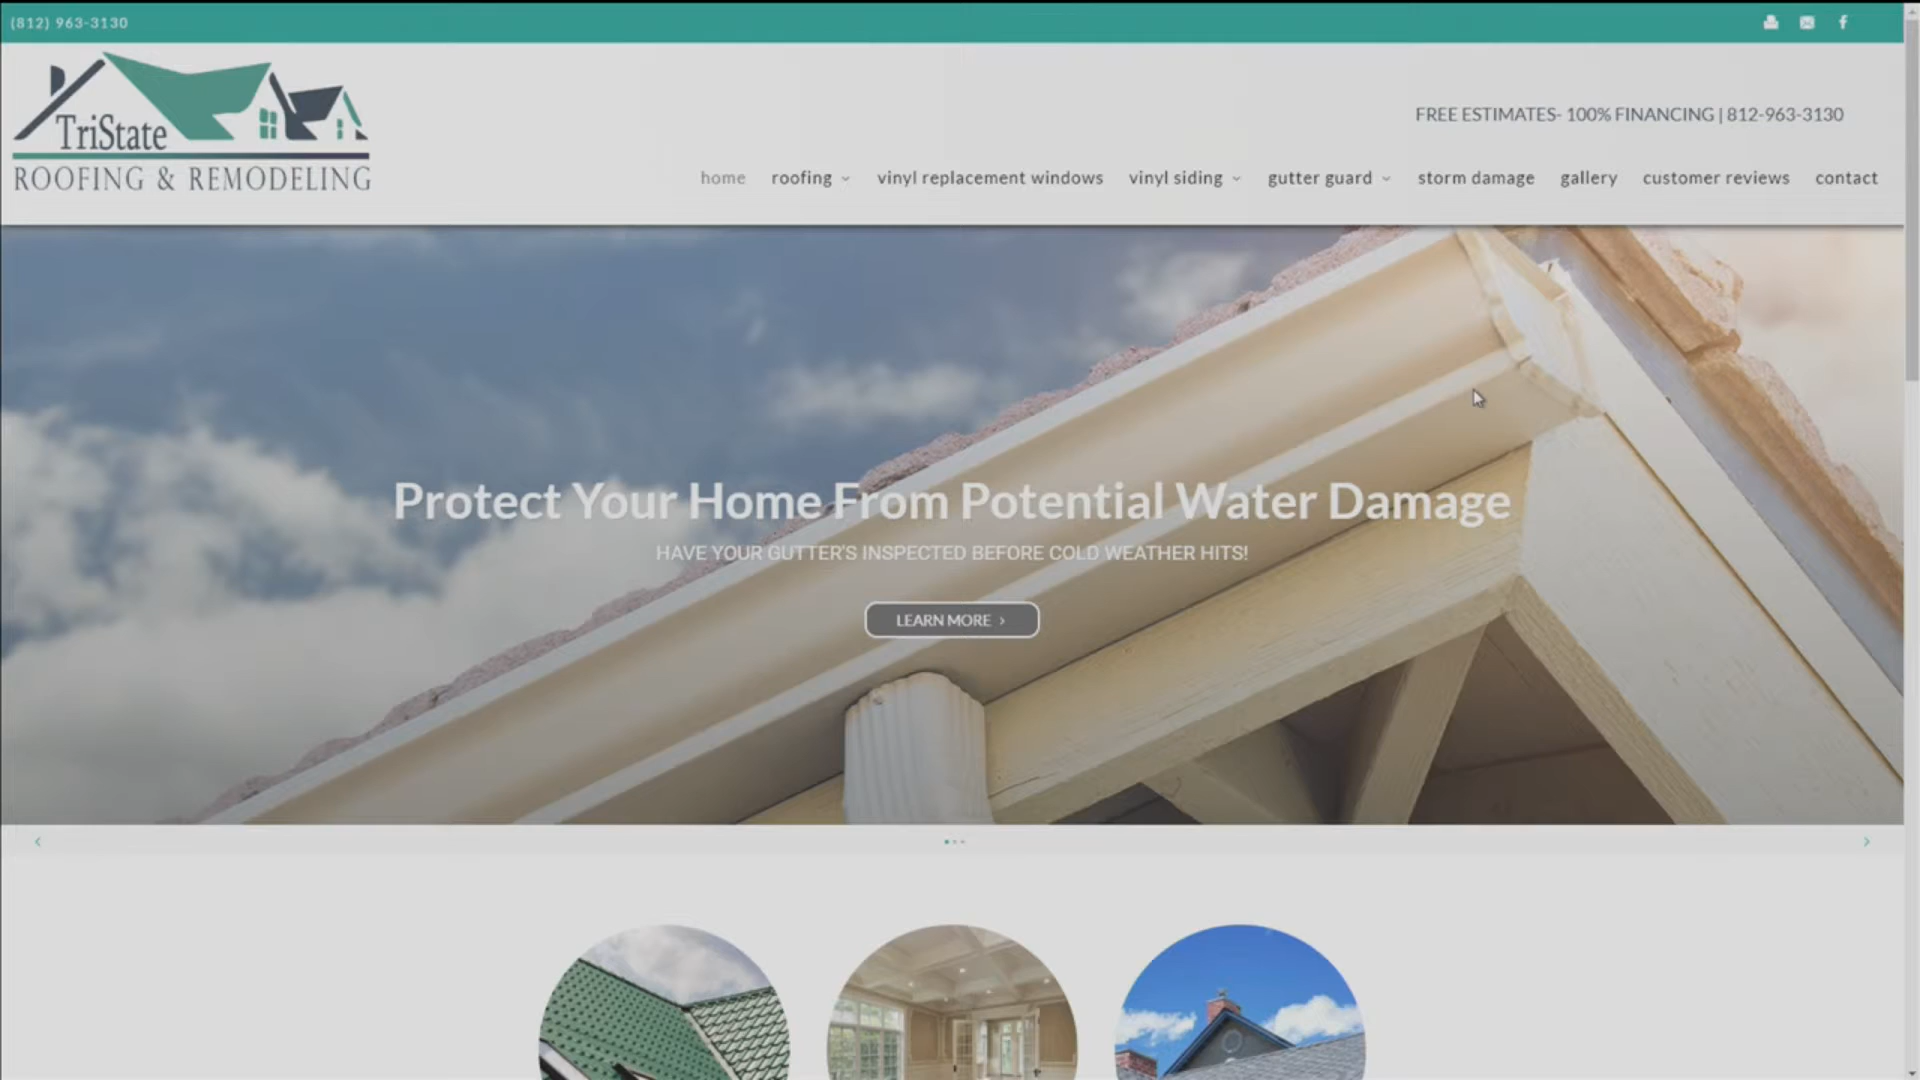 (812) 963-3130
TriState
ROOFING & REMODELING
FREE ESTIMATES- 100% FINANCING | 812-963-3130
home roofing vinyl replacement windows vinyl siding gutter guard storm damage gallery customer reviews contact
Protect Your Home From Potential Water Damage
HAVE YOUR GUTTER'S INSPECTED BEFORE COLD WEATHER HITS!
LEARN MORE ›